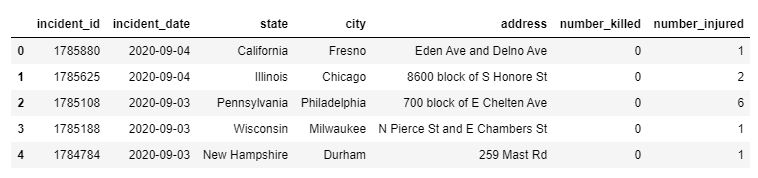 incident_id incident_date state city address number_killed number_injured
0 1785880 2020-09-04 California Fresno Eden Ave and Delno Ave 0 1
1 1785625 2020-09-04 Illinois Chicago 8600 block of S Honore St 0 2
2 1785108 2020-09-03 Pennsylvania Philadelphia 700 block of E Chelten Ave 0 6
3 1785188 2020-09-03 Wisconsin Milwaukee N Pierce St and E Chambers St 0 1
4 1784784 2020-09-03 New Hampshire Durham 259 Mast Rd 0 1